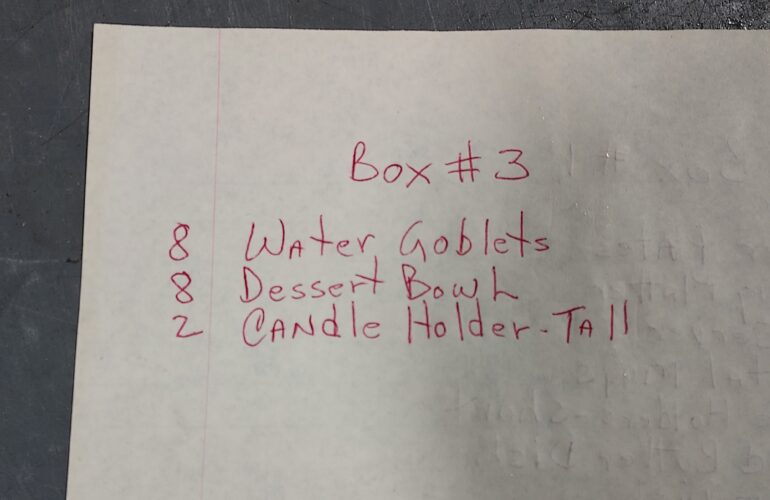 Box # 3
8 Water Goblets
8 Dessert Bowl
2 Candle Holder - Tall